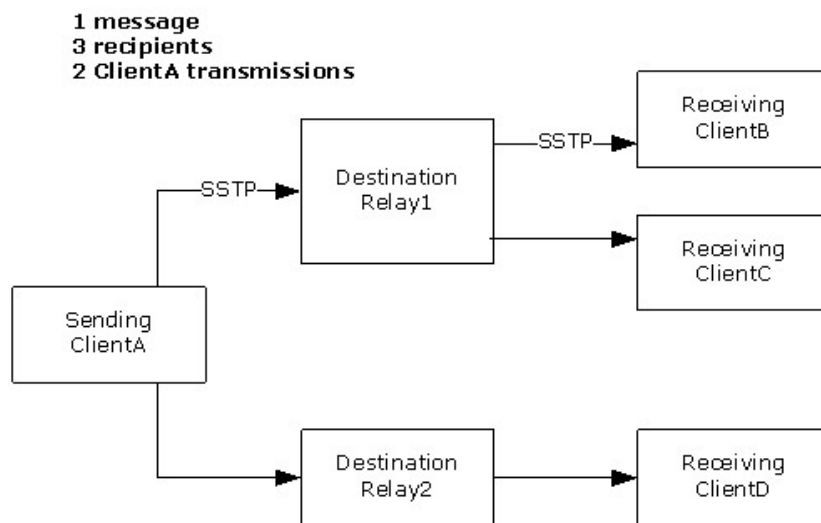 1 message
3 recipients
2 ClientA transmissions
Receiving
ClientB
SSTP
Destination
Relay1
SSTP
Receiving
ClientC
Sending
ClientA
Destination
Relay2
Receiving
ClientD